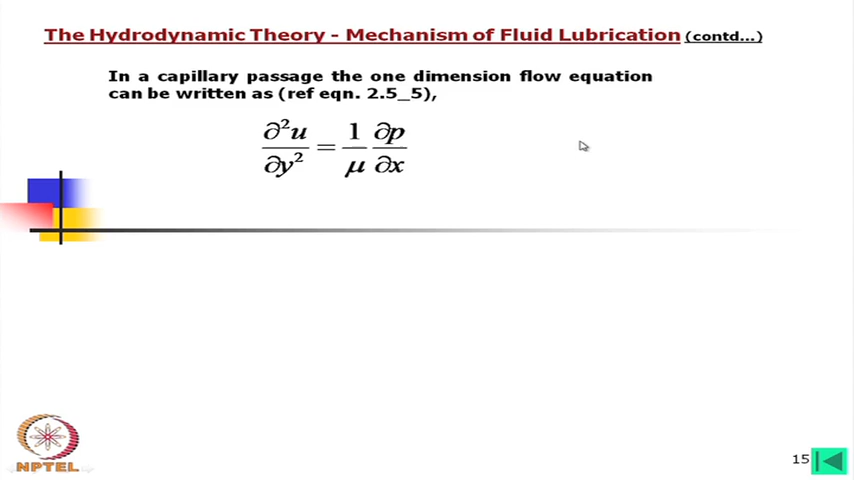 The Hydrodynamic Theory - Mechanism of Fluid Lubrication (contd...)
In a capillary passage the one dimension flow equation
can be written as (ref eqn. 2.5_5),
∂²u/∂y² = 1/μ ∂p/∂x
NPTEL
15